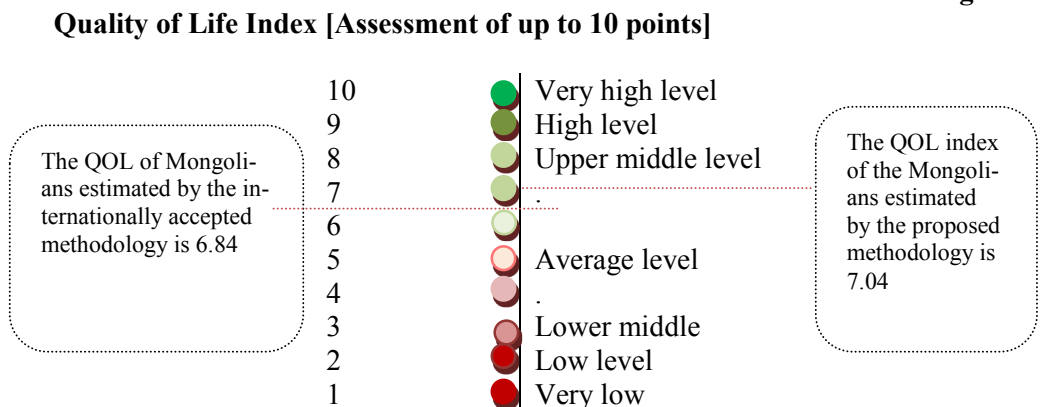 Quality of Life Index [Assessment of up to 10 points]
10 Very high level
9 High level
8 Upper middle level
7 .
6
5 Average level
4 .
3 Lower middle
2 Low level
1 Very low
The QOL of Mongoli-
ans estimated by the in-
ternationally accepted
methodology is 6.84
The QOL index
of the Mongoli-
ans estimated
by the proposed
methodology is
7.04